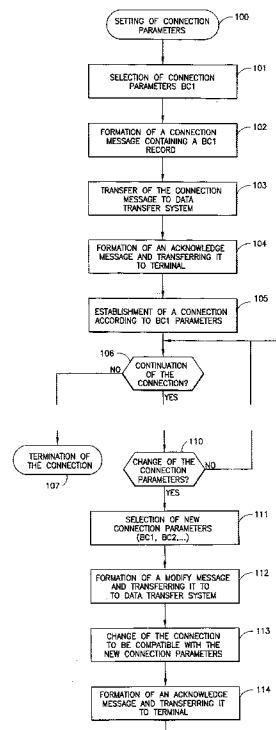 SETTING OF CONNECTION
PARAMETERS
100
SELECTION OF CONNECTION
PARAMETERS BC1
101
FORMATION OF A CONNECTION
MESSAGE CONTAINING A BC1
RECORD
102
TRANSFER OF THE CONNECTION
MESSAGE TO DATA
TRANSFER SYSTEM
103
FORMATION OF AN ACKNOWLEDGE
MESSAGE AND TRANSFERRING IT
TO TERMINAL
104
ESTABLISHMENT OF A CONNECTION
ACCORDING TO BC1 PARAMETERS
105
106
CONTINUATION
OF THE
CONNECTION?
NO
YES
TERMINATION OF
THE CONNECTION
107
110
CHANGE OF THE
CONNECTION
PARAMETERS?
NO
YES
SELECTION OF NEW
CONNECTION PARAMETERS
(BC1, BC2,...)
111
FORMATION OF A MODIFY MESSAGE
AND TRANSFERRING IT TO
TO DATA TRANSFER SYSTEM
112
CHANGE OF THE CONNECTION
TO BE COMPATIBLE WITH THE
NEW CONNECTION PARAMETERS
113
FORMATION OF AN ACKNOWLEDGE
MESSAGE AND TRANSFERRING IT
TO TERMINAL
114